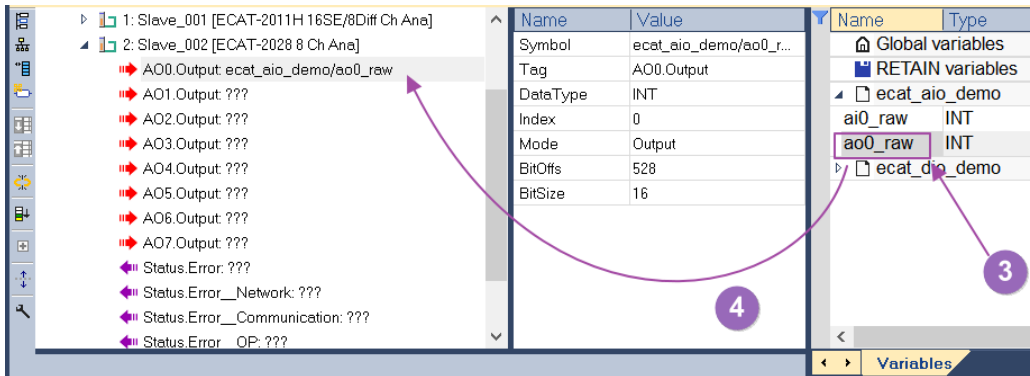 1: Slave_001 [ECAT-2011H 16SE/8Diff Ch Ana]
2: Slave_002 [ECAT-2028 8 Ch Ana]
AO0.Output: ecat_aio_demo/ao0_raw
AO1.Output: ???
AO2.Output: ???
AO3.Output: ???
AO4.Output: ???
AO5.Output: ???
AO6.Output: ???
AO7.Output: ???
Status.Error: ???
Status.Error__Network: ???
Status.Error__Communication: ???
Status.Error__OP: ???
Name Value
Symbol ecat_aio_demo/ao0_r...
Tag AO0.Output
DataType INT
Index 0
Mode Output
BitOffs 528
BitSize 16
4
Name Type
Global variables
RETAIN variables
ecat_aio_demo
ai0_raw INT
ao0_raw INT
ecat_dio_demo
3
Variables